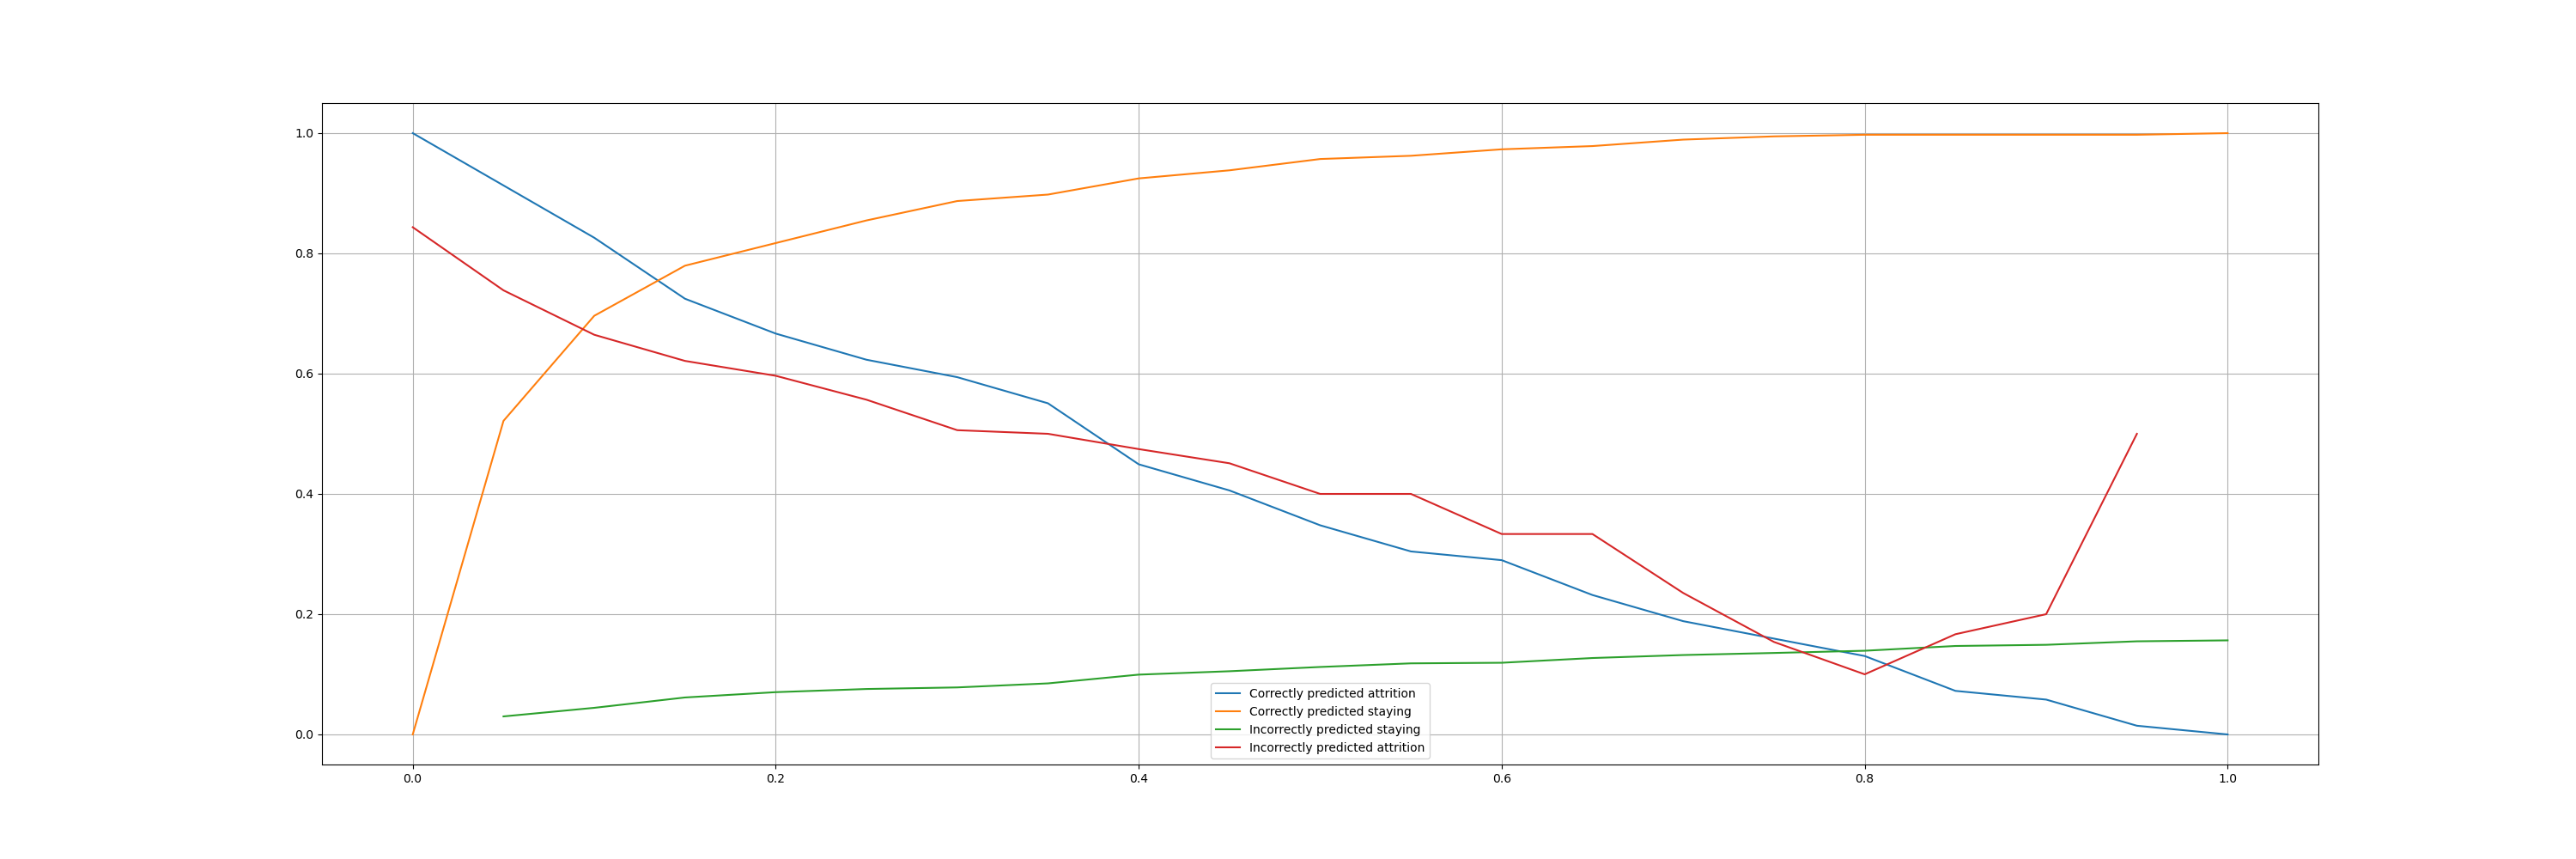 1.0
0.8
0.6
0.4
0.2
0.0
Correctly predicted attrition
Correctly predicted staying
Incorrectly predicted staying
Incorrectly predicted attrition
0.0 0.2 0.4 0.6 0.8 1.0